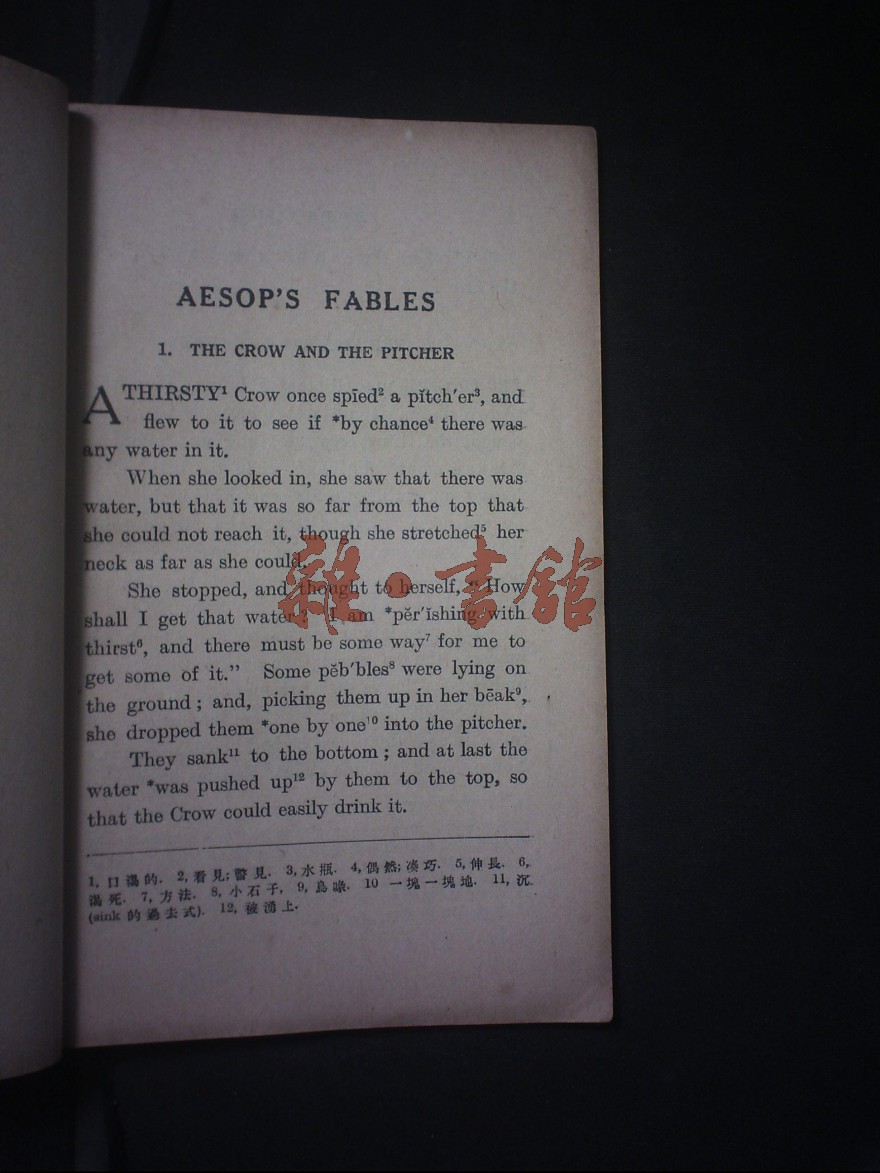 AESOP'S FABLES
1. THE CROW AND THE PITCHER
A THIRSTY¹ Crow once spīed² a pĭtch′er³, and
flew to it to see if *by chance⁴ there was
any water in it.
When she looked in, she saw that there was
water, but that it was so far from the top that
she could not reach it, though she stretched⁵ her
neck as far as she could.
She stopped, and thought to herself, “How
shall I get that water? I am *pĕr′ĭshing with
thirst⁶, and there must be some way⁷ for me to
get some of it.” Some pĕb′bles⁸ were lying on
the ground; and, picking them up in her bēak⁹,
she dropped them *one by one¹⁰ into the pitcher.
They sank¹¹ to the bottom; and at last the
water *was pushed up¹² by them to the top, so
that the Crow could easily drink it.
1, 口渴的. 2, 看見; 瞥見. 3, 水瓶. 4, 偶然; 湊巧. 5, 伸長. 6,
渴死. 7, 方法. 8, 小石子. 9, 鳥喙. 10 一塊一塊地. 11, 沉
(sink 的過去式). 12, 被湧上.
雜·書館